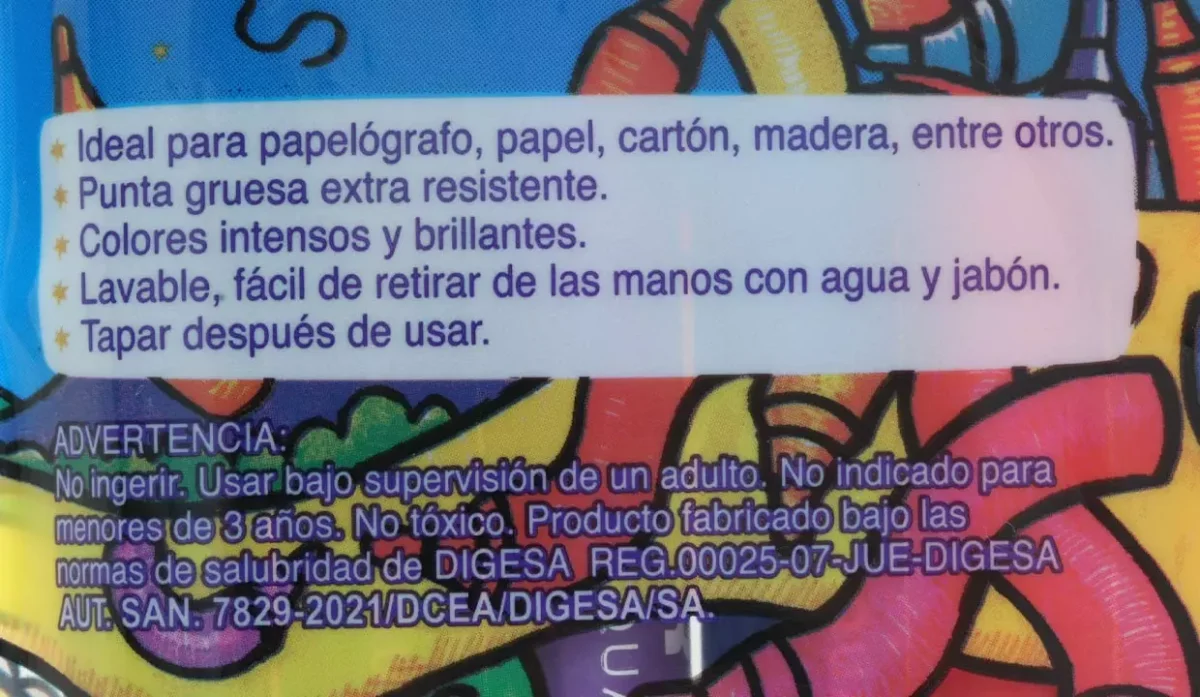 Ideal para papelógrafo, papel, cartón, madera, entre otros.
Punta gruesa extra resistente.
Colores intensos y brillantes.
Lavable, fácil de retirar de las manos con agua y jabón.
Tapar después de usar.
ADVERTENCIA:
No ingerir. Usar bajo supervisión de un adulto. No indicado para
menores de 3 años. No tóxico. Producto fabricado bajo las
normas de salubridad de DIGESA REG.00025-07-JUE-DIGESA
AUT. SAN. 7829-2021/DCEA/DIGESA/SA.